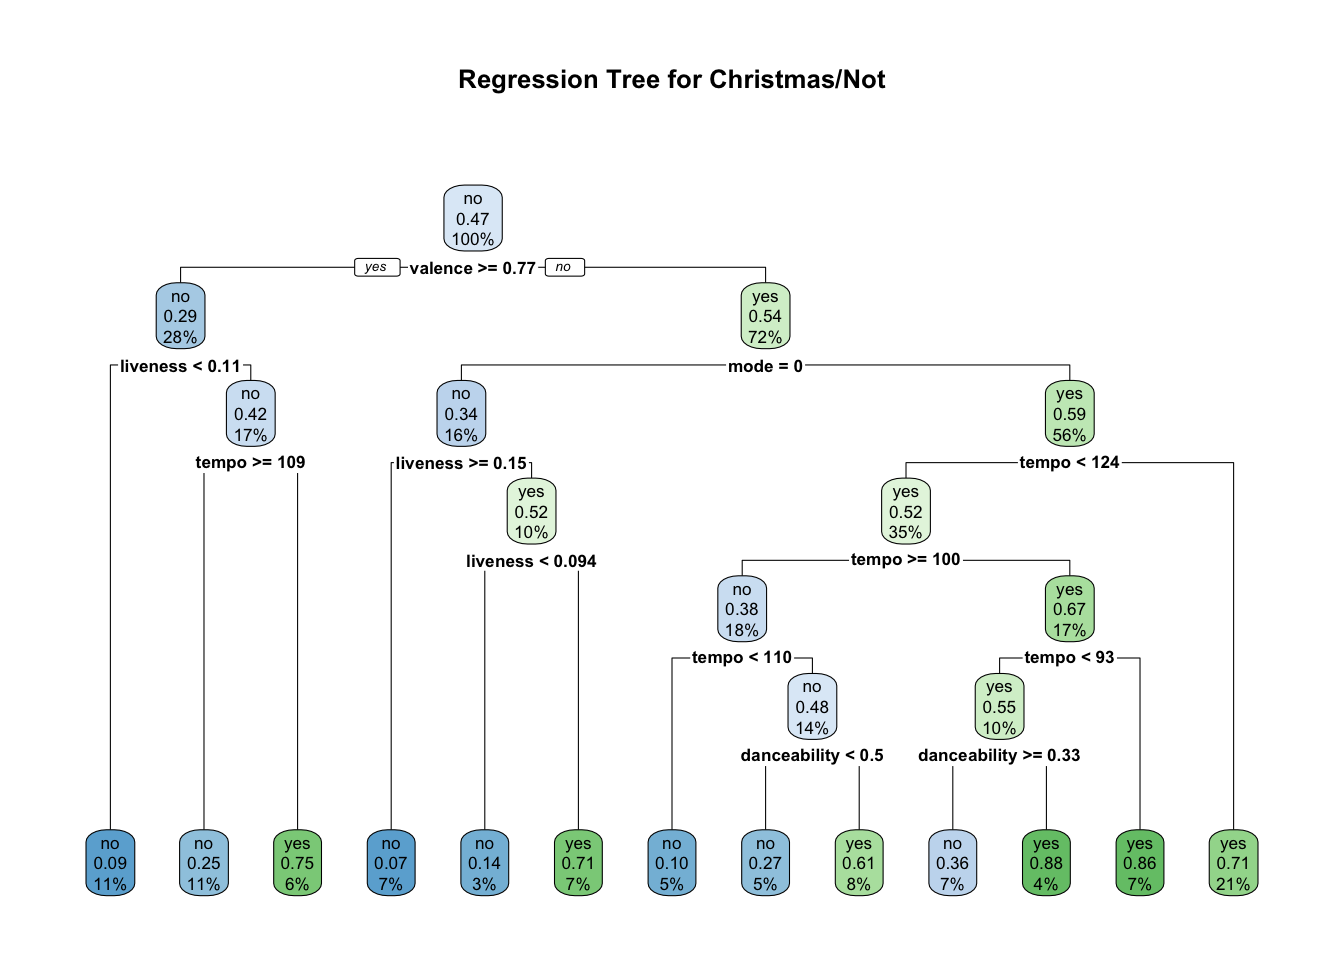 Regression Tree for Christmas/Not
no
0.47
100%
yes valence >= 0.77 no
no
0.29
28%
yes
0.54
72%
liveness < 0.11
mode = 0
no
0.42
17%
no
0.34
16%
yes
0.59
56%
tempo >= 109
liveness >= 0.15
tempo < 124
yes
0.52
10%
yes
0.52
35%
liveness < 0.094
tempo >= 100
no
0.38
18%
yes
0.67
17%
tempo < 110
tempo < 93
no
0.48
14%
yes
0.55
10%
danceability < 0.5
danceability >= 0.33
no
0.09
11%
no
0.25
11%
yes
0.75
6%
no
0.07
7%
no
0.14
3%
yes
0.71
7%
no
0.10
5%
no
0.27
5%
yes
0.61
8%
no
0.36
7%
yes
0.88
4%
yes
0.86
7%
yes
0.71
21%